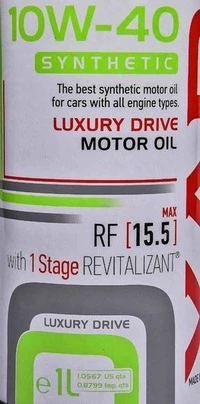 10W-40
SYNTHETIC
The best synthetic motor oil
for cars with all engine types.
LUXURY DRIVE
MOTOR OIL
MAX
RF [15.5]
with 1 Stage REVITALIZANT®
LUXURY DRIVE
e 1L
1.0567 US qts
0.8799 Imp. qts
MADE